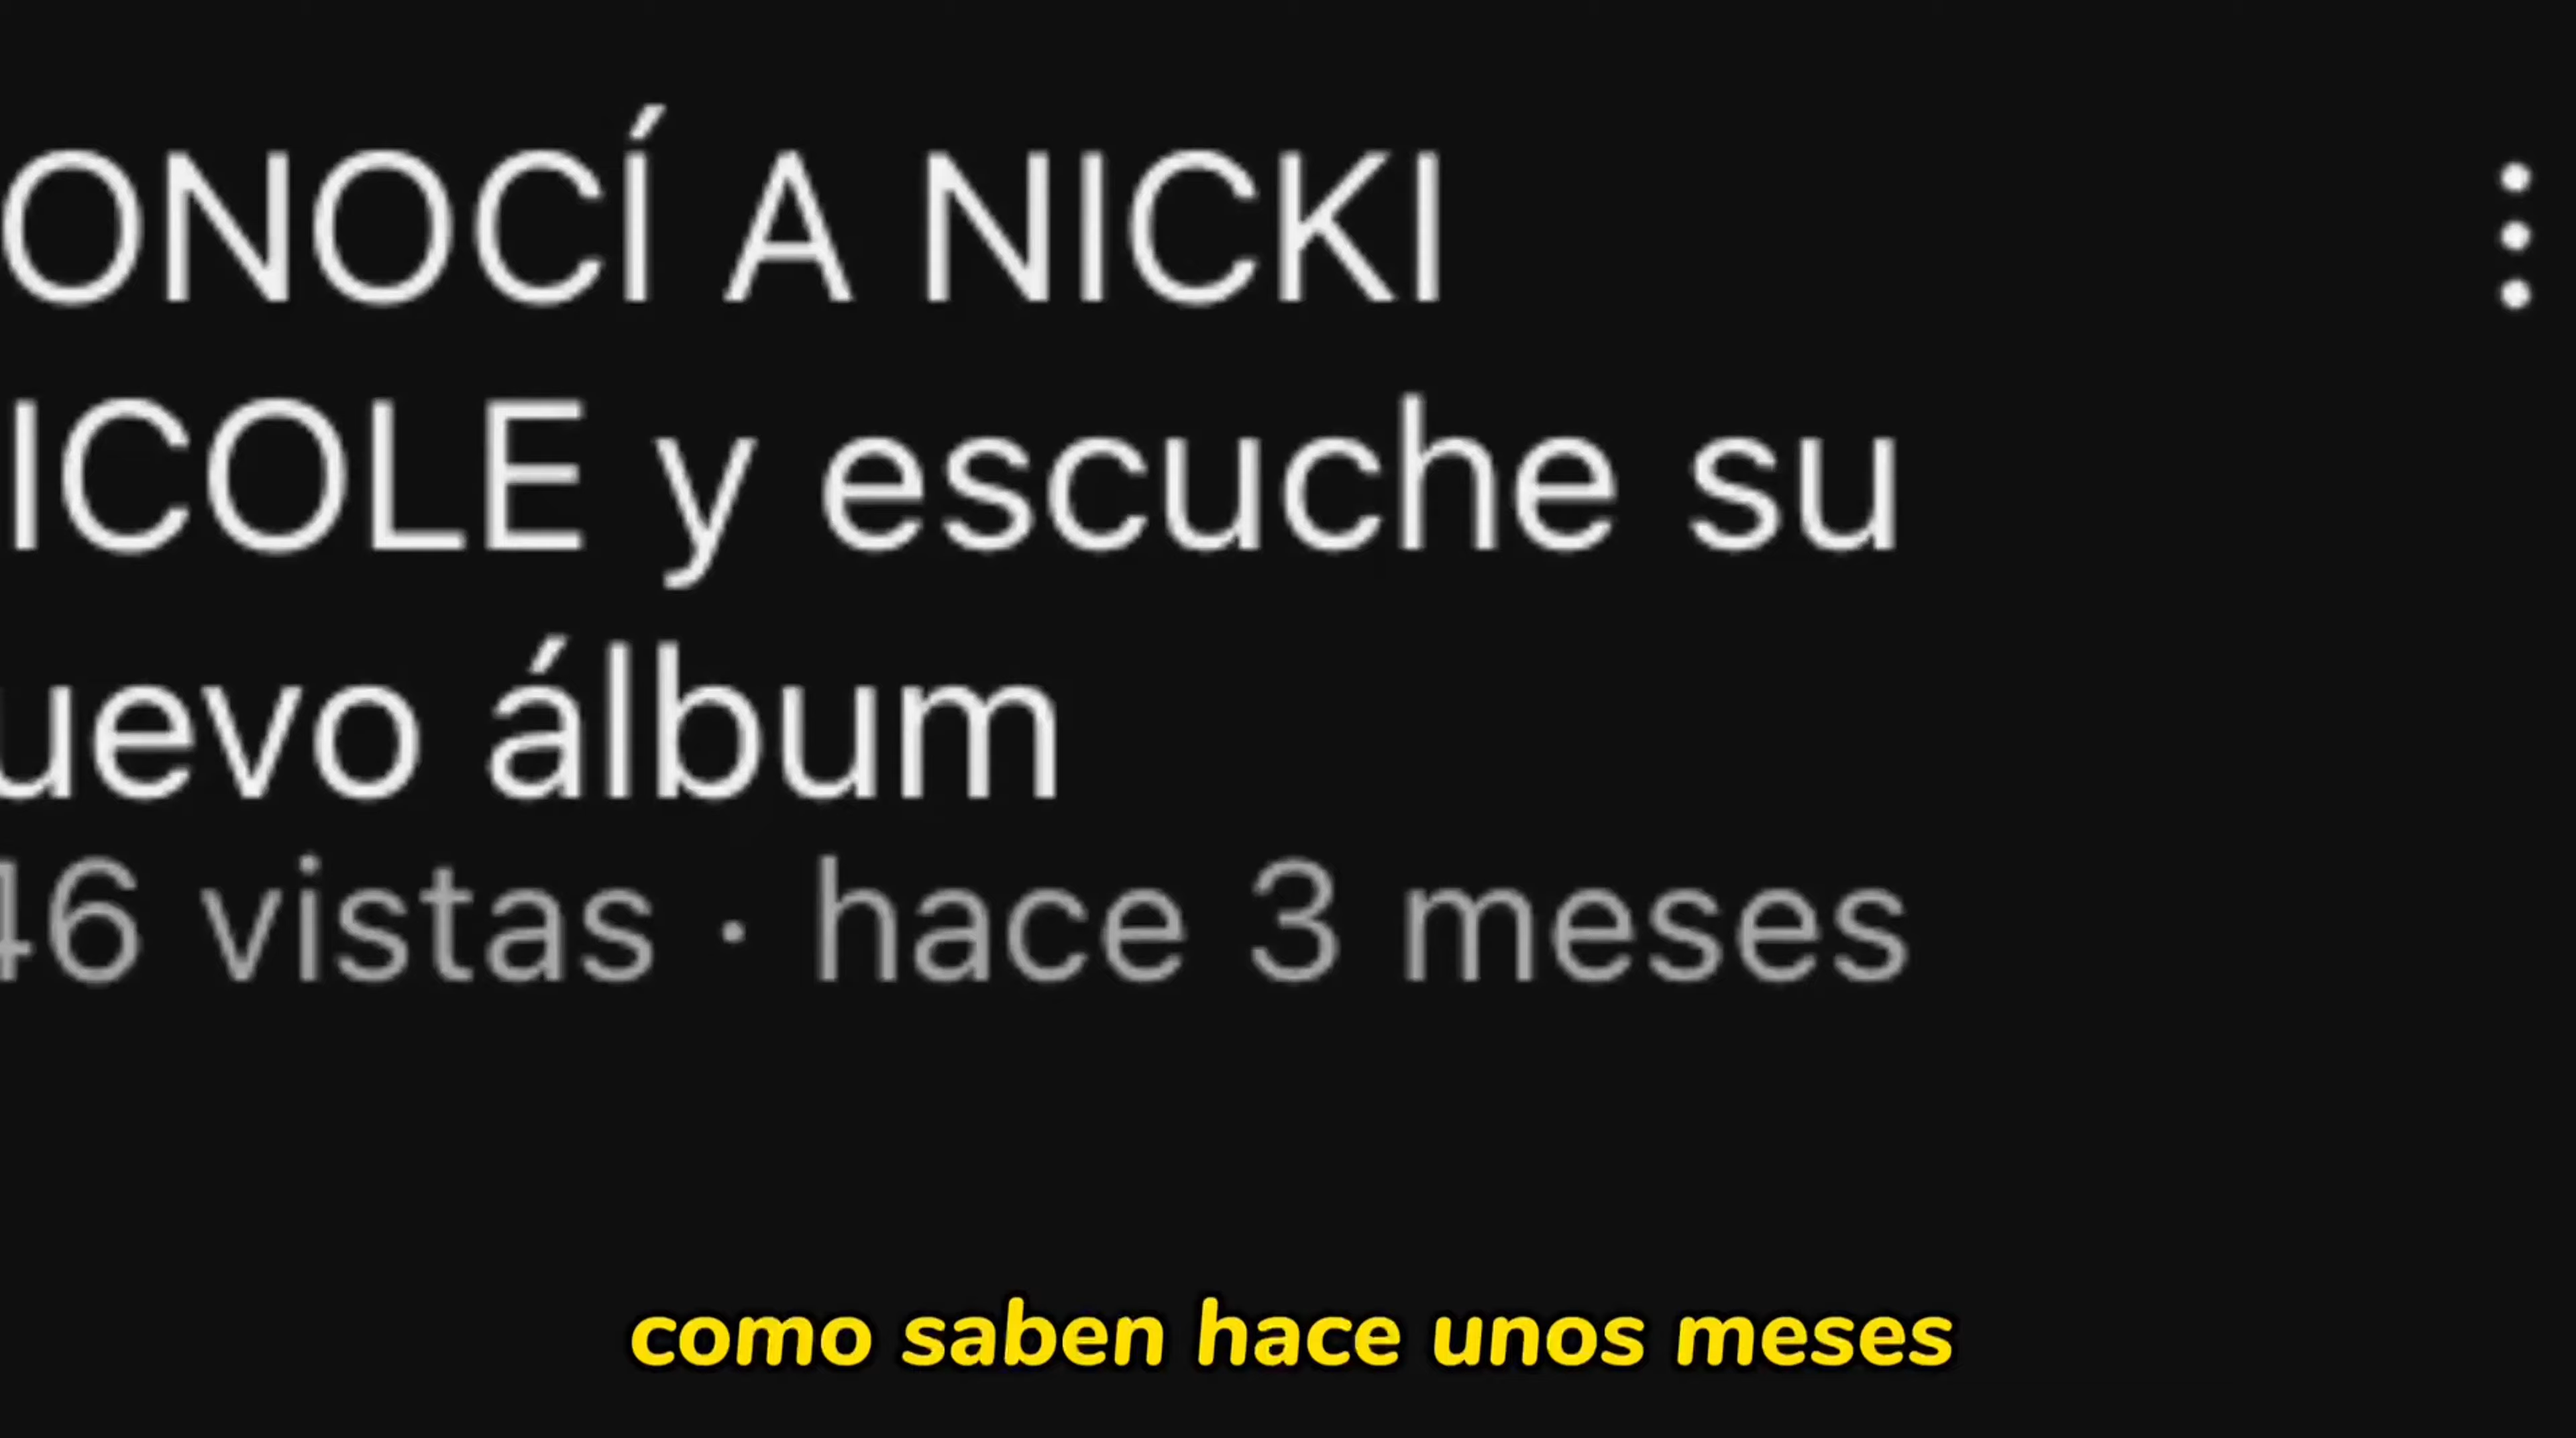 ONOCÍ A NICKI
ICOLE y escuche su
uevo álbum
46 vistas · hace 3 meses
como saben hace unos meses